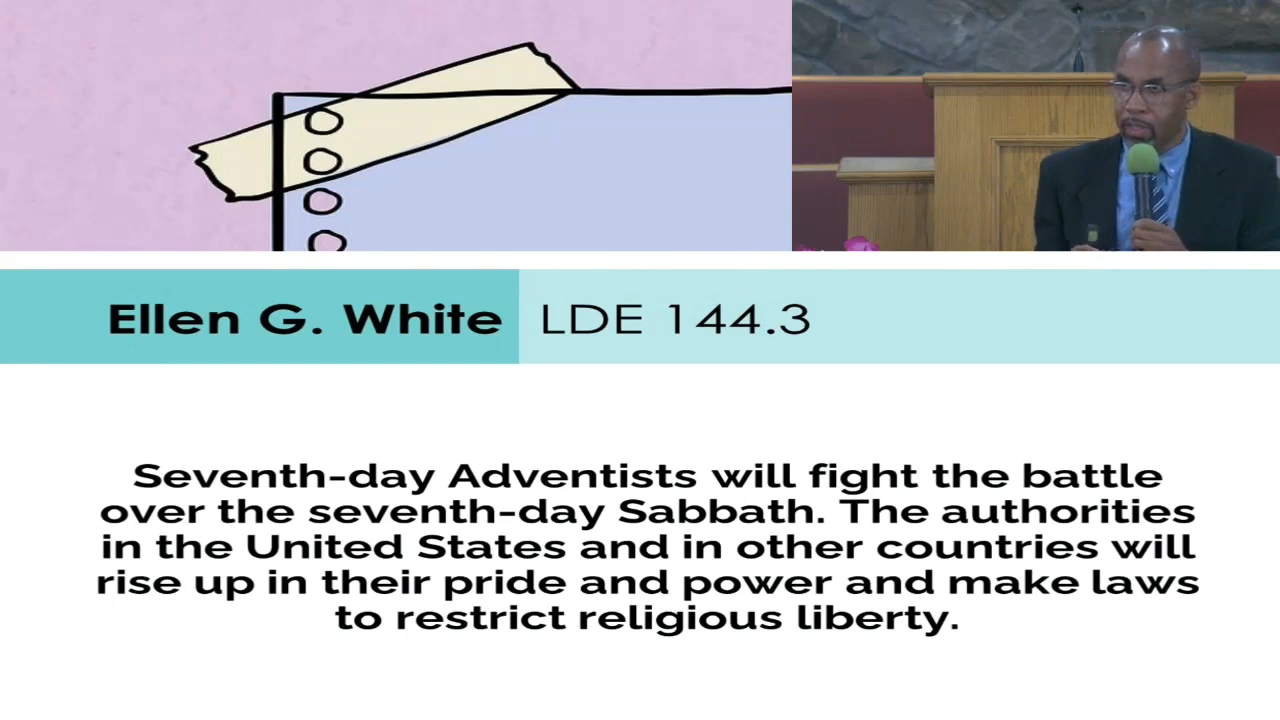 Ellen G. White LDE 144.3
Seventh-day Adventists will fight the battle
over the seventh-day Sabbath. The authorities
in the United States and in other countries will
rise up in their pride and power and make laws
to restrict religious liberty.